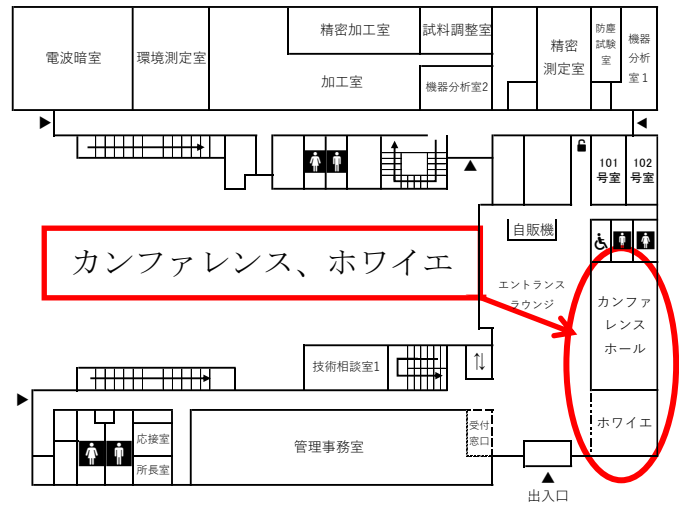 電波暗室
環境測定室
精密加工室
加工室
試料調整室
機器分析室2
精密
測定室
防塵
試験
室
機器
分析
室1
101
号室
102
号室
自販機
カンファレンス、ホワイエ
エントランス
ラウンジ
カンファ
レンス
ホール
ホワイエ
技術相談室1
応接室
所長室
管理事務室
受付
窓口
出入口